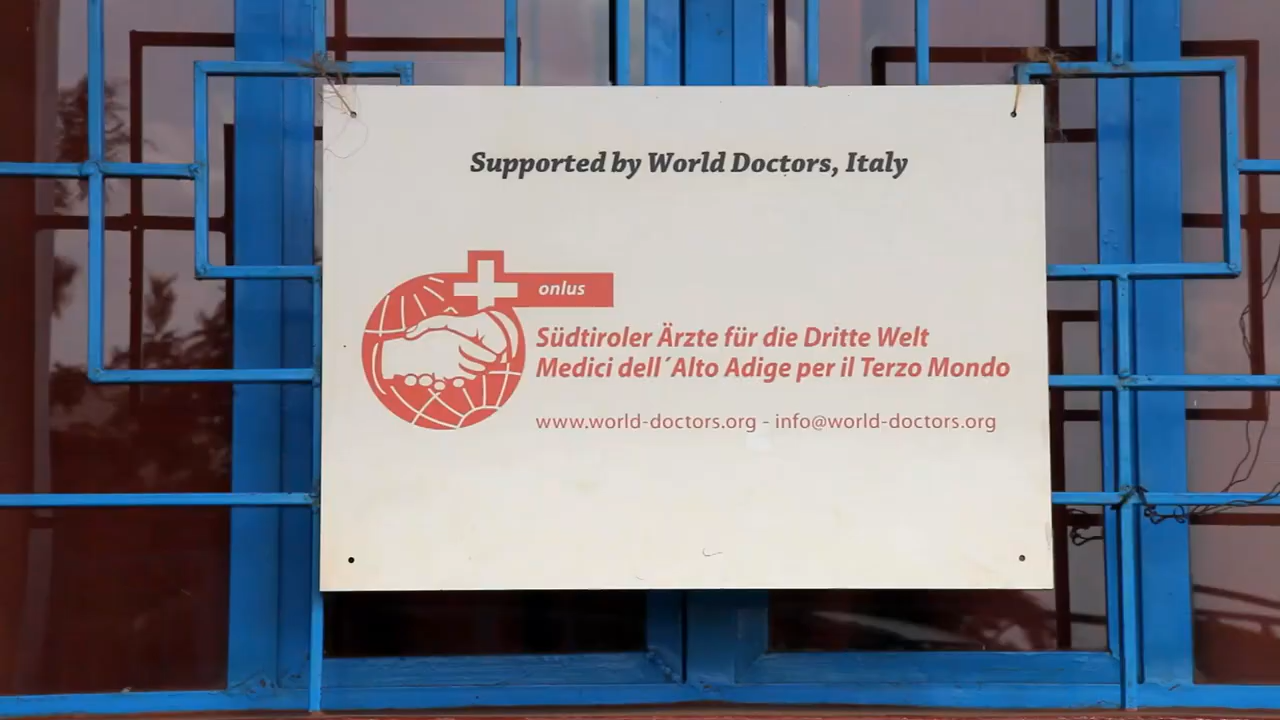 Supported by World Doctors, Italy
onlus
Südtiroler Ärzte für die Dritte Welt
Medici dell´Alto Adige per il Terzo Mondo
www.world-doctors.org - info@world-doctors.org